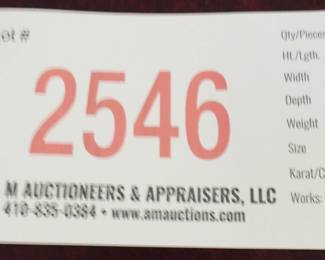 ot #
2546
M AUCTIONEERS & APPRAISERS, LLC
410-835-0384 • www.amauctions.com
Qty/Pieces
Ht./Lgth.
Width
Depth
Weight
Size
Karat/C
Works: